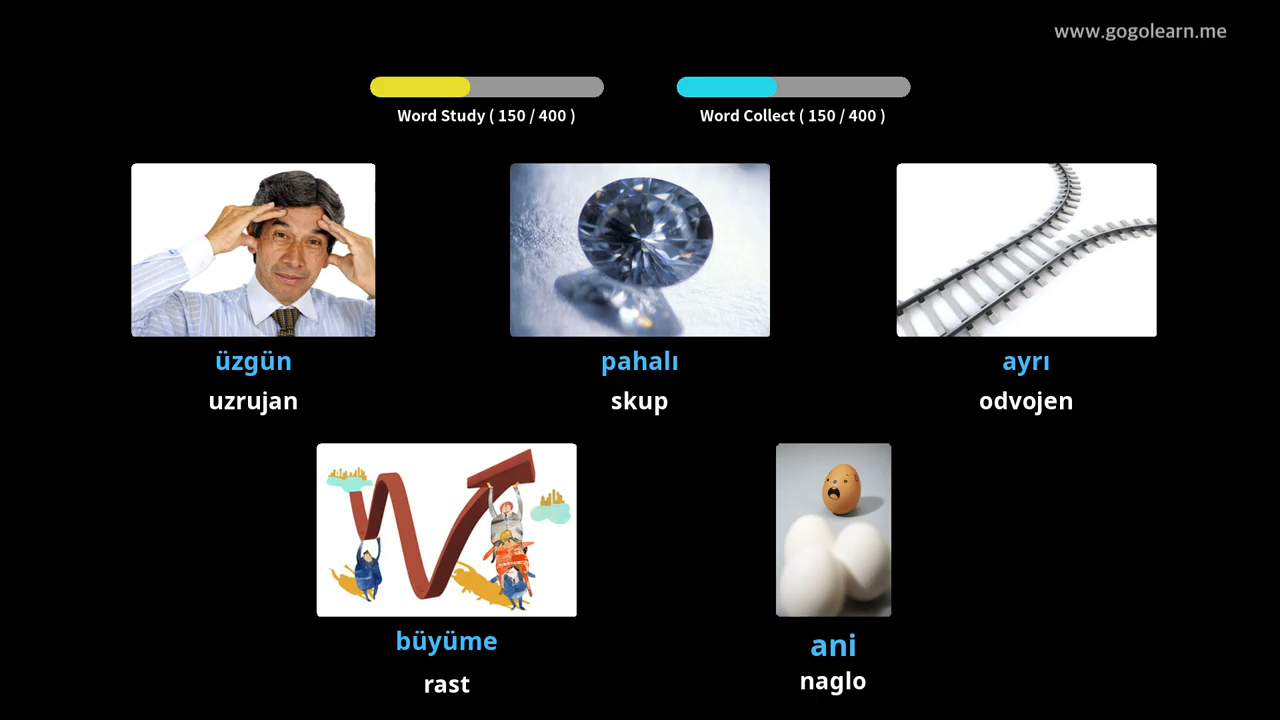 www.gogolearn.me
Word Study ( 150 / 400 )
Word Collect ( 150 / 400 )
üzgün
pahalı
ayrı
uzrujan
skup
odvojen
büyüme
ani
rast
naglo